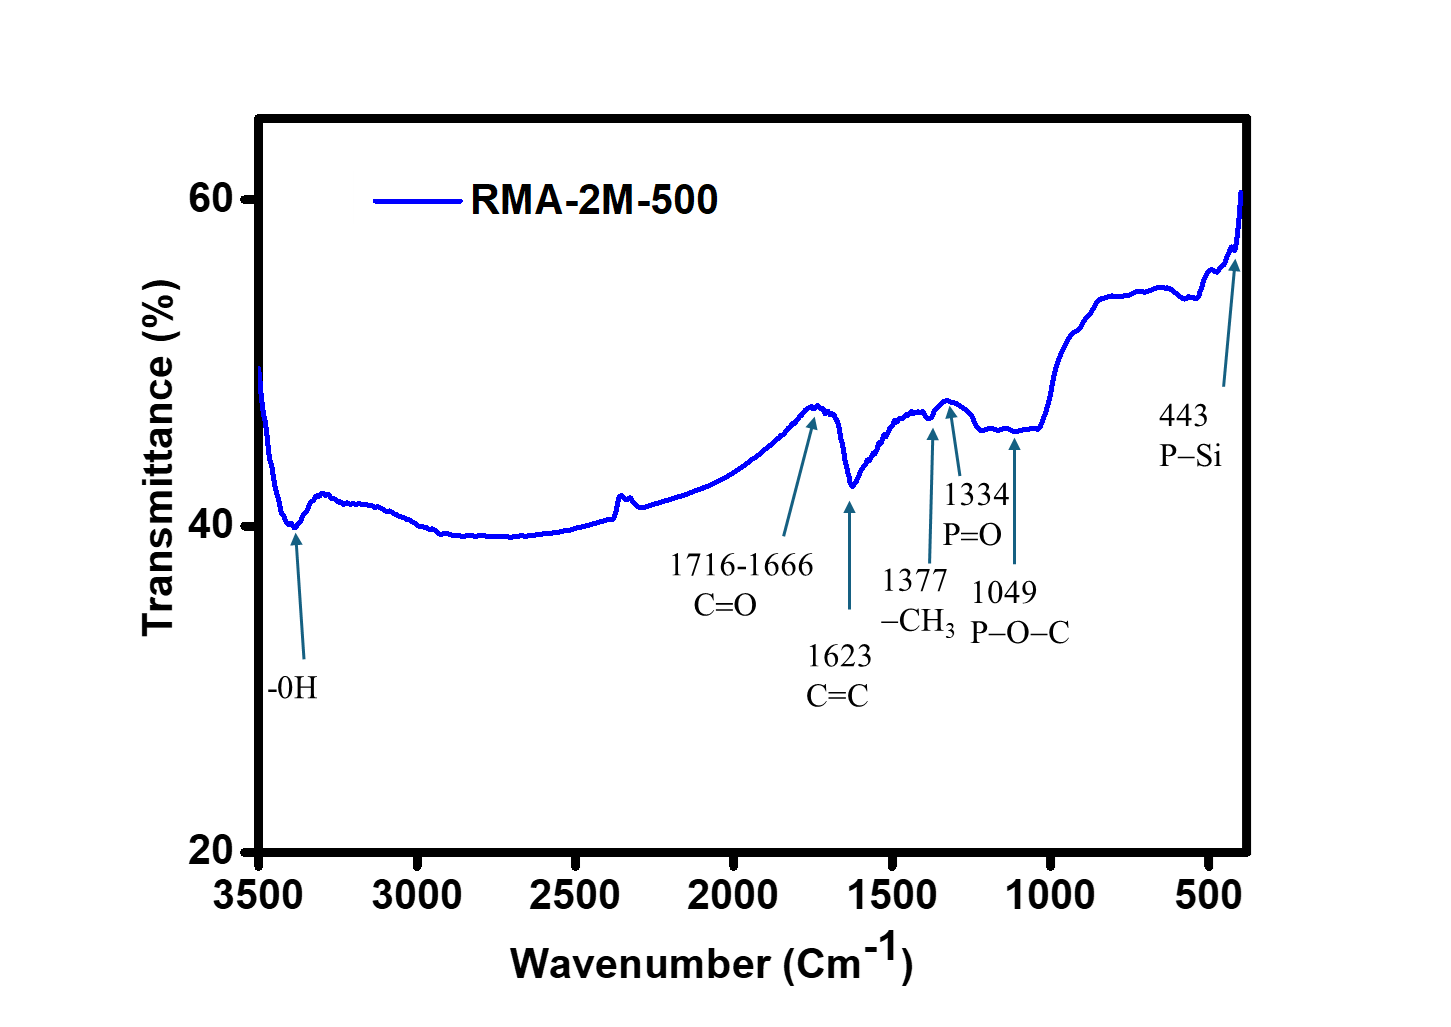 RMA-2M-500
60
40
20
Transmittance (%)
3500 3000 2500 2000 1500 1000 500
Wavenumber (Cm-1)
-0H
1716-1666
C=O
1623
C=C
1377
–CH3
1334
P=O
1049
P–O–C
443
P–Si